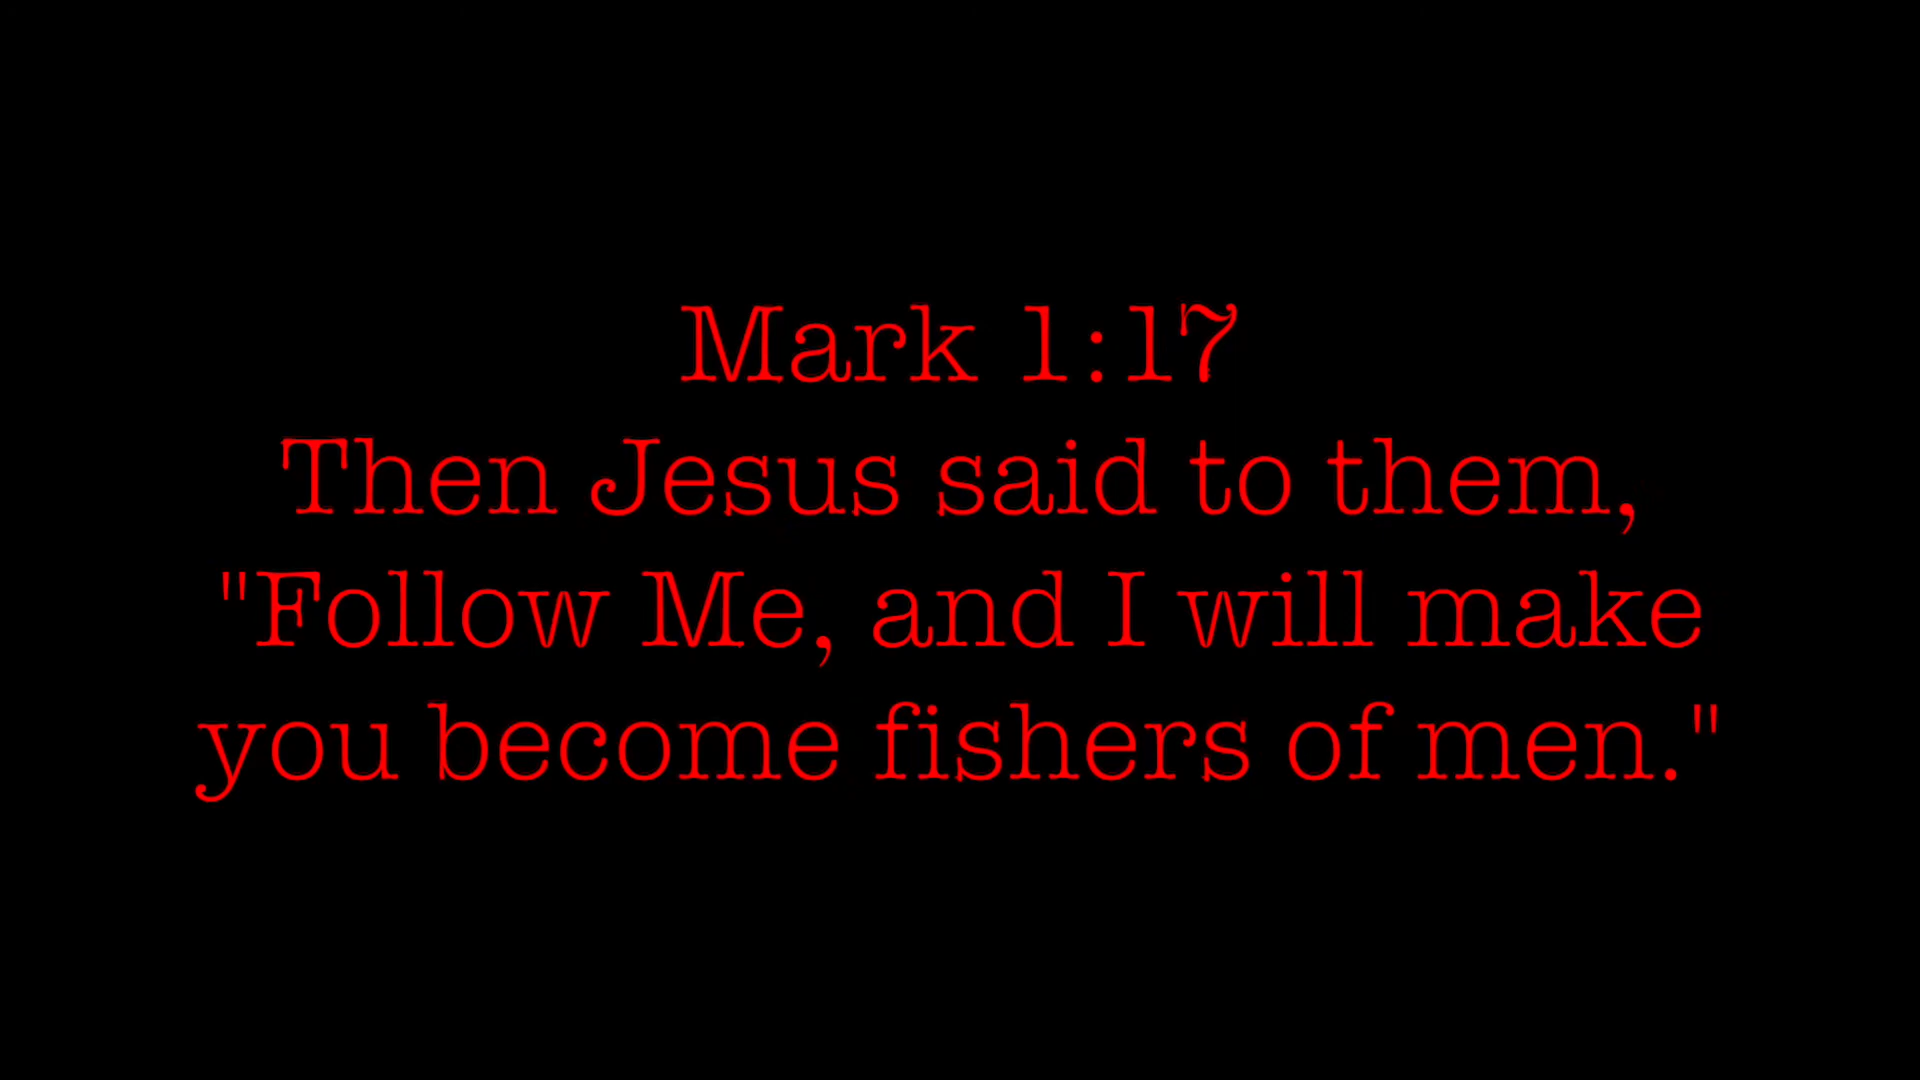 Mark 1:17
Then Jesus said to them,
"Follow Me, and I will make
you become fishers of men."